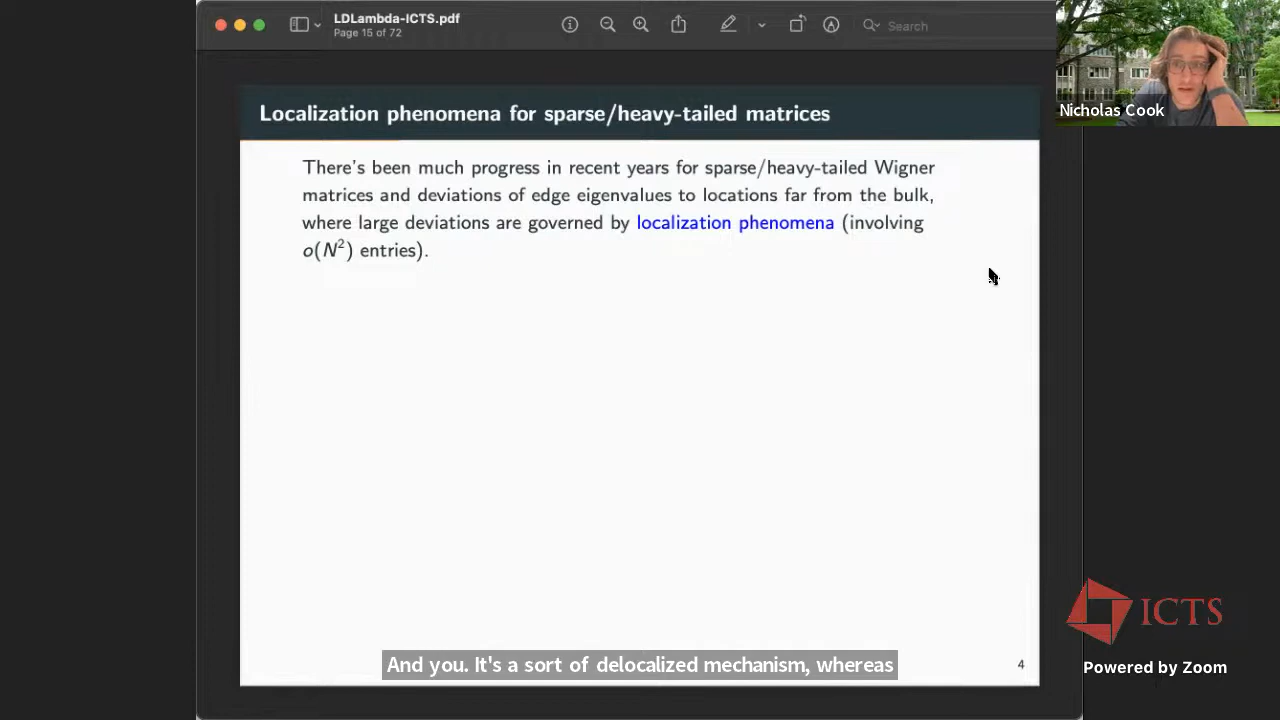 LDLambda-ICTS.pdf
Page 15 of 72
Search
Nicholas Cook
Localization phenomena for sparse/heavy-tailed matrices
There's been much progress in recent years for sparse/heavy-tailed Wigner
matrices and deviations of edge eigenvalues to locations far from the bulk,
where large deviations are governed by localization phenomena (involving
o(N²) entries).
And you. It's a sort of delocalized mechanism, whereas
4
ICTS
Powered by Zoom